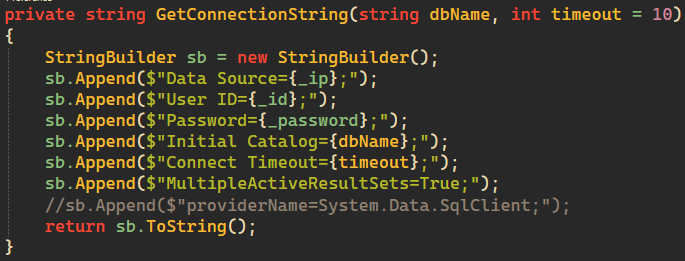 private string GetConnectionString(string dbName, int timeout = 10)
{
StringBuilder sb = new StringBuilder();
sb.Append($"Data Source={_ip};");
sb.Append($"User ID={_id};");
sb.Append($"Password={_password};");
sb.Append($"Initial Catalog={dbName};");
sb.Append($"Connect Timeout={timeout};");
sb.Append($"MultipleActiveResultSets=True;");
//sb.Append($"providerName=System.Data.SqlClient;");
return sb.ToString();
}